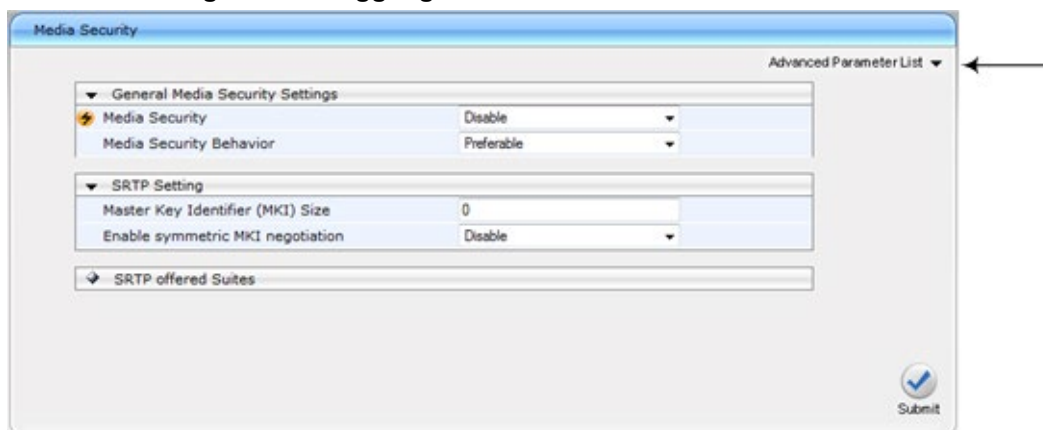 Media Security
Advanced Parameter List
General Media Security Settings
Media Security Disable
Media Security Behavior Preferable
SRTP Setting
Master Key Identifier (MKI) Size 0
Enable symmetric MKI negotiation Disable
SRTP offered Suites
Submit